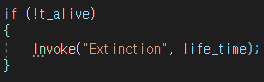 if (!t_alive)
{
    Invoke("Extinction", life_time);
}